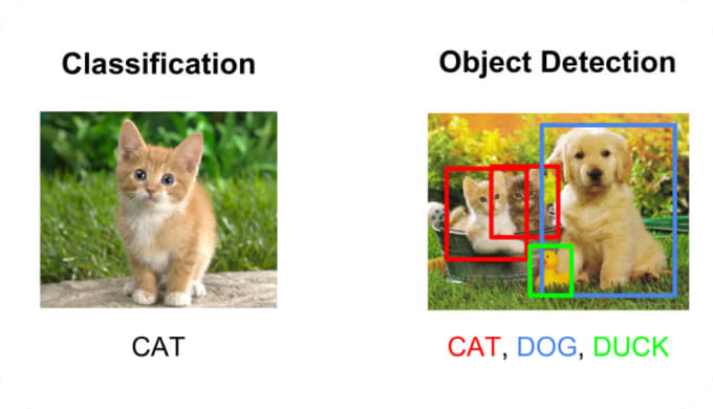 Classification
Object Detection
CAT
CAT, DOG, DUCK